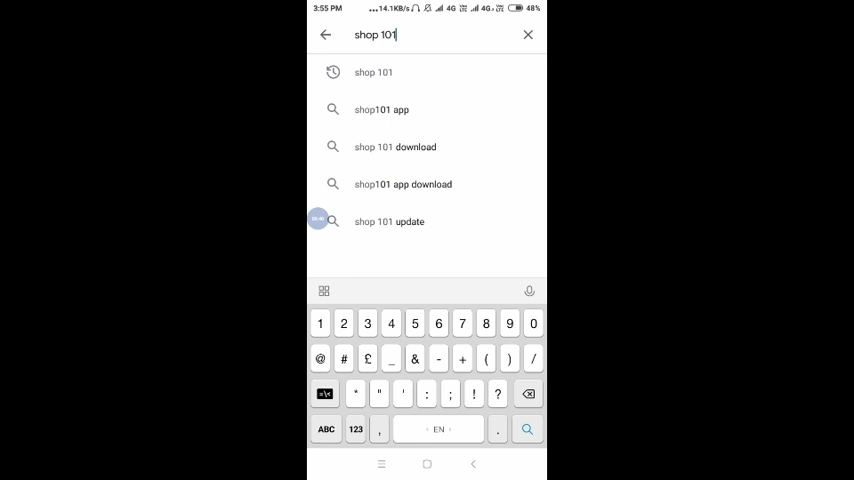 3:55 PM ...14.1KB/s 4G 4G 48%
shop 101
shop 101
shop101 app
shop 101 download
shop101 app download
shop 101 update
1 2 3 4 5 6 7 8 9 0
@ # £ _ & - + ( ) /
=\< * " ' : ; ! ?
ABC 123 , EN .